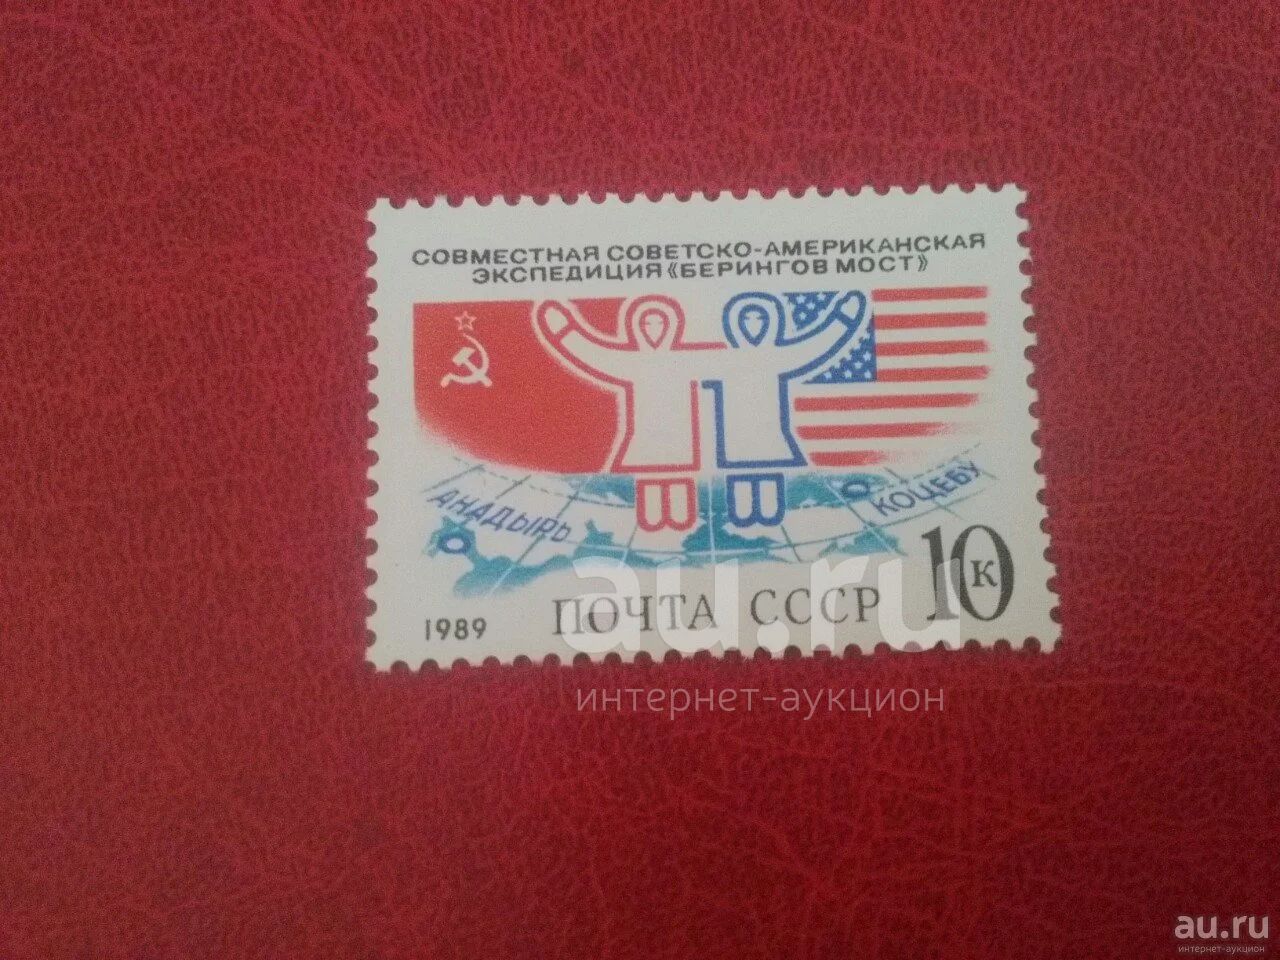 СОВМЕСТНАЯ СОВЕТСКО-АМЕРИКАНСКАЯ
ЭКСПЕДИЦИЯ «БЕРИНГОВ МОСТ»
АНАДЫРЬ
КОЦЕБУ
1989
ПОЧТА СССР
10 к
au.ru
интернет-аукцион
au.ru
интернет-аукцион